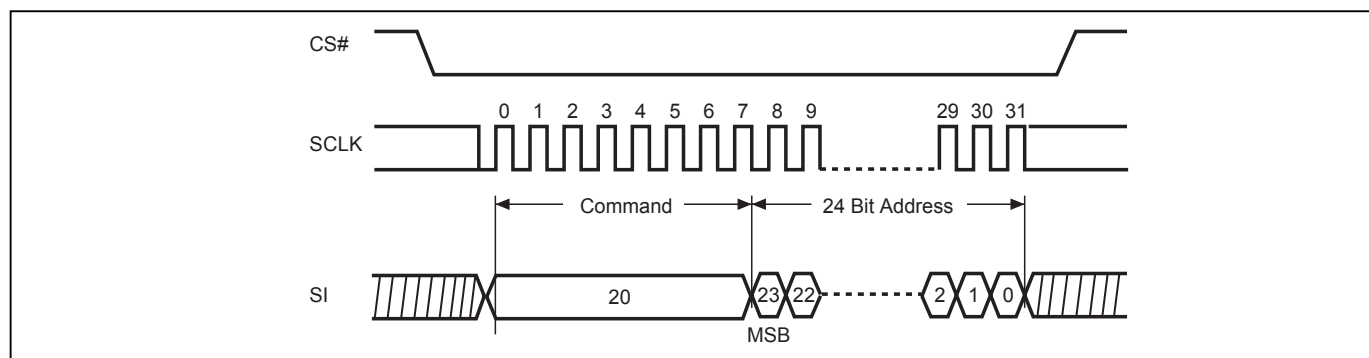 CS#
0 1 2 3 4 5 6 7 8 9 29 30 31
SCLK
Command 24 Bit Address
SI 20 23 22 2 1 0
MSB